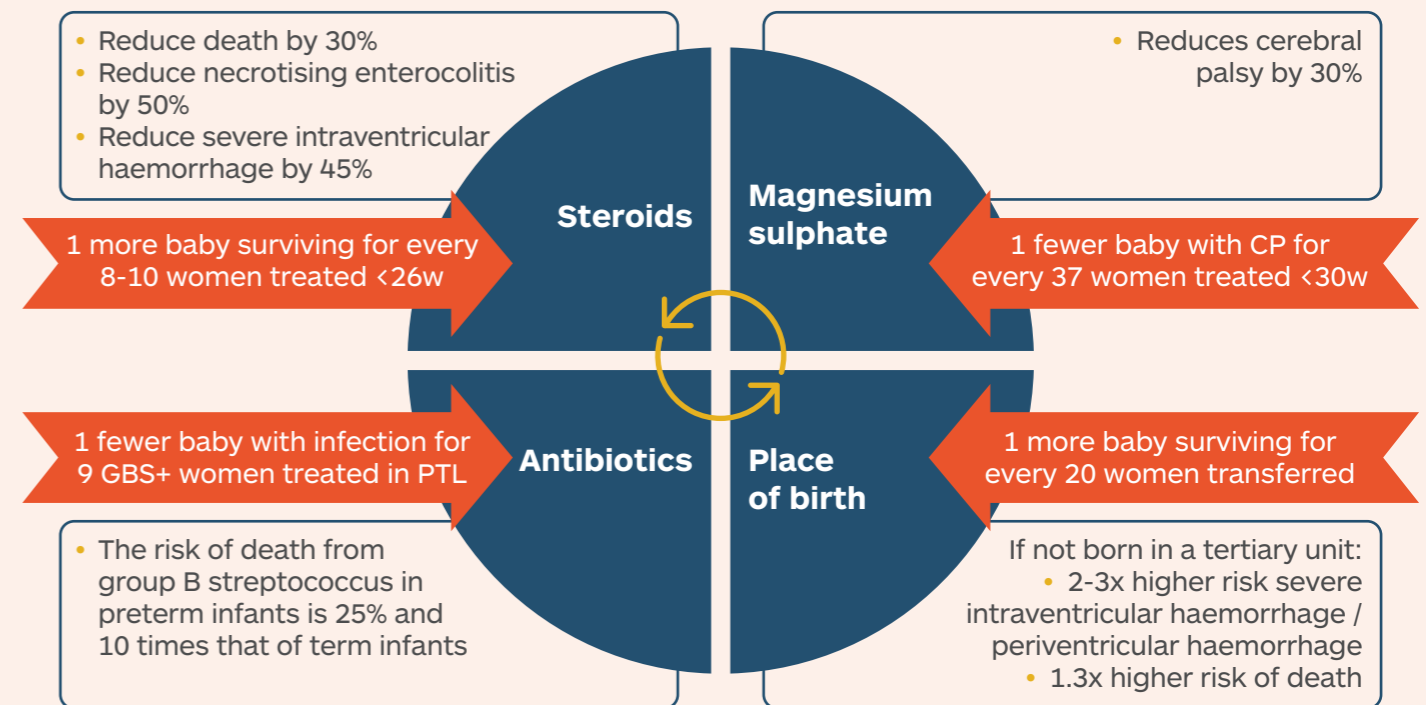 • Reduce death by 30%
• Reduce necrotising enterocolitis
by 50%
• Reduce severe intraventricular
haemorrhage by 45%
• Reduces cerebral
palsy by 30%
Steroids
Magnesium
sulphate
1 more baby surviving for every
8-10 women treated <26w
1 fewer baby with CP for
every 37 women treated <30w
1 fewer baby with infection for
9 GBS+ women treated in PTL
Antibiotics
Place
of birth
1 more baby surviving for
every 20 women transferred
• The risk of death from
group B streptococcus in
preterm infants is 25% and
10 times that of term infants
If not born in a tertiary unit:
• 2-3x higher risk severe
intraventricular haemorrhage /
periventricular haemorrhage
• 1.3x higher risk of death